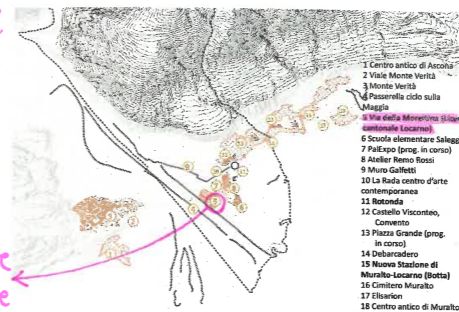 1 Centro antico di Ascona
2 Viale Monte Verità
3 Monte Verità
4 Passerella ciclo sulla
Maggia
5 Via della Morettina (Liceo
cantonale Locarno)
6 Scuola elementare Saleggi
7 PalExpo (prog. in corso)
8 Atelier Remo Rossi
9 Muro Galfetti
10 La Rada centro d'arte
contemporanea
11 Rotonda
12 Castello Visconteo,
Convento
13 Piazza Grande (prog.
in corso)
14 Debarcadero
15 Nuova Stazione di
Muralto-Locarno (Botta)
16 Cimitero Muralto
17 Elisarion
18 Centro antico di Muralto